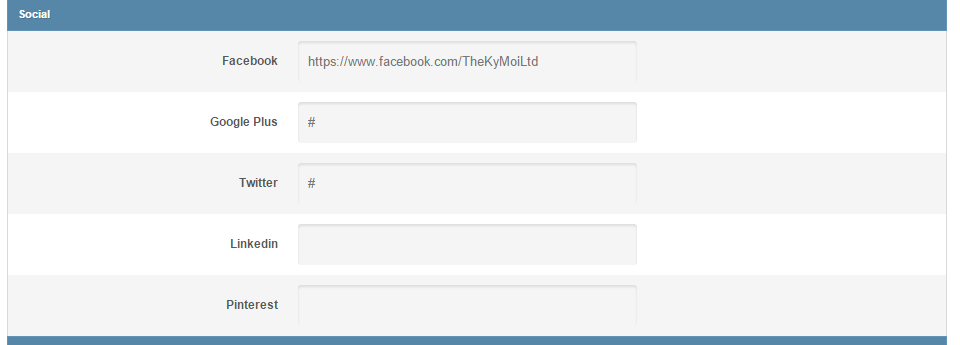 Social
Facebook https://www.facebook.com/TheKyMoiLtd
Google Plus #
Twitter #
Linkedin
Pinterest